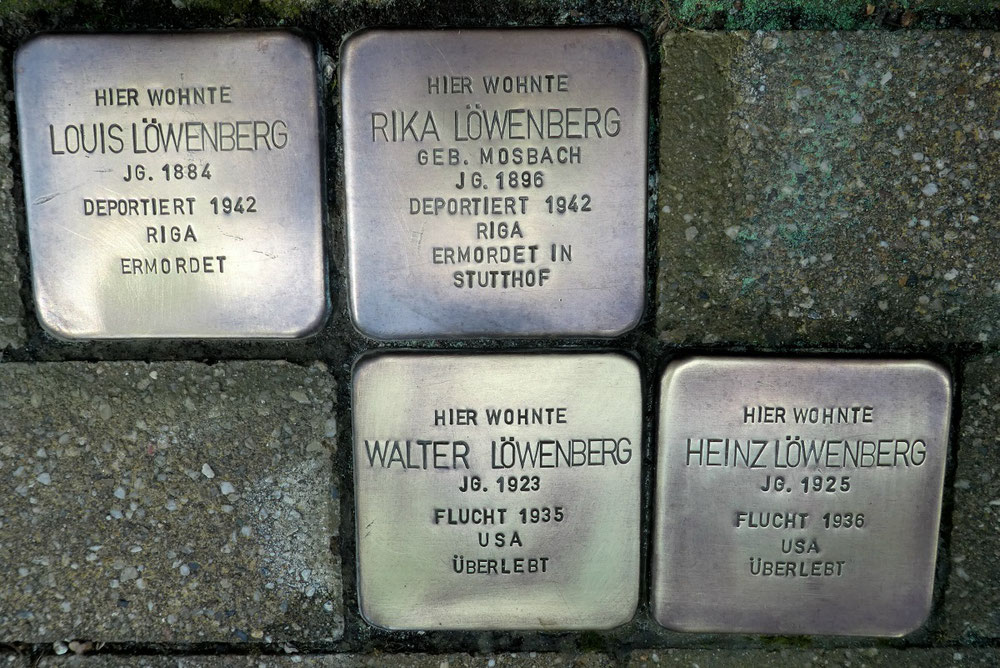 HIER WOHNTE
LOUIS LÖWENBERG
JG. 1884
DEPORTIERT 1942
RIGA
ERMORDET
HIER WOHNTE
RIKA LÖWENBERG
GEB. MOSBACH
JG. 1896
DEPORTIERT 1942
RIGA
ERMORDET IN
STUTTHOF
HIER WOHNTE
WALTER LÖWENBERG
JG. 1923
FLUCHT 1935
USA
ÜBERLEBT
HIER WOHNTE
HEINZ LÖWENBERG
JG. 1925
FLUCHT 1936
USA
ÜBERLEBT